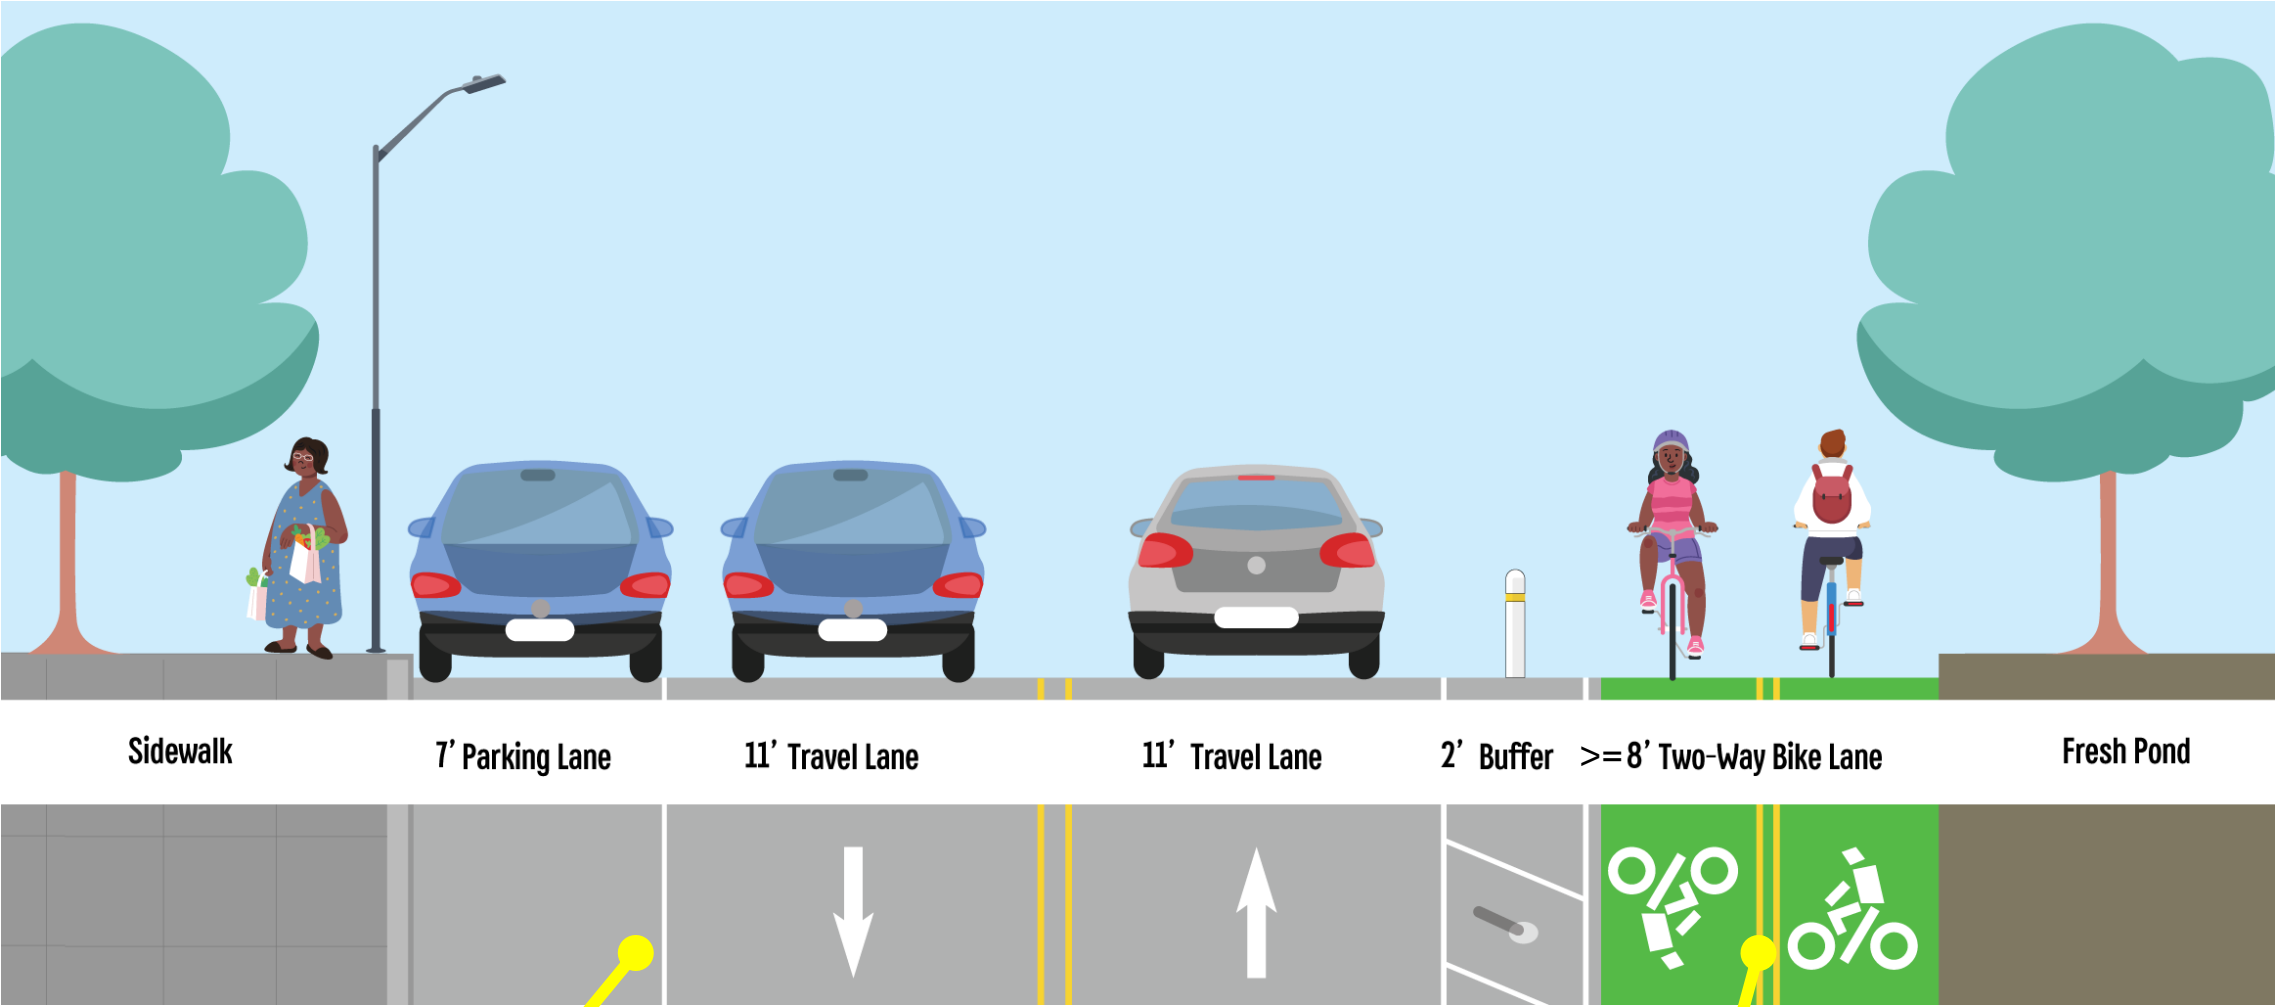 Sidewalk
7’ Parking Lane
11’ Travel Lane
11’ Travel Lane
2’ Buffer
>=8’ Two-Way Bike Lane
Fresh Pond